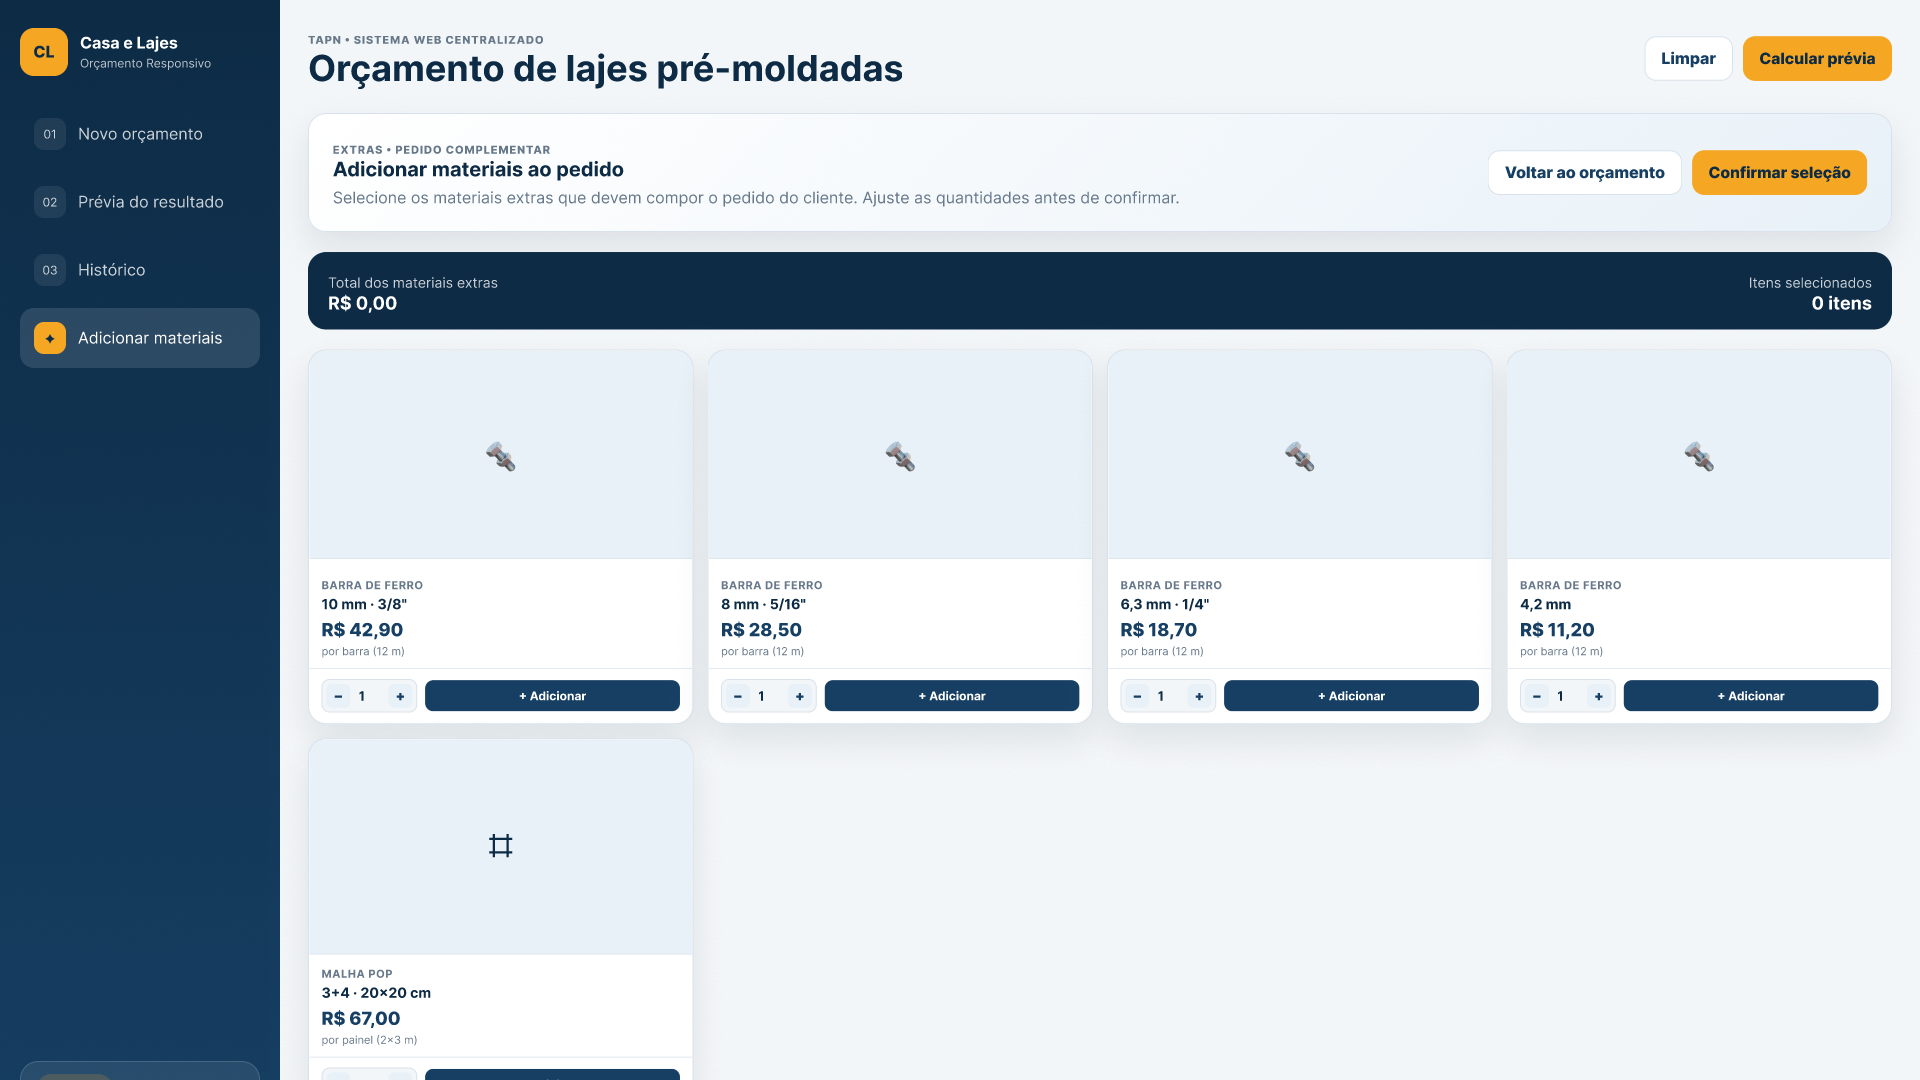 CL
Casa e Lajes
Orçamento Responsivo
01
Novo orçamento
02
Prévia do resultado
03
Histórico
Adicionar materiais
TAPN • SISTEMA WEB CENTRALIZADO
Orçamento de lajes pré-moldadas
Limpar
Calcular prévia
EXTRAS • PEDIDO COMPLEMENTAR
Adicionar materiais ao pedido
Selecione os materiais extras que devem compor o pedido do cliente. Ajuste as quantidades antes de confirmar.
Voltar ao orçamento
Confirmar seleção
Total dos materiais extras
R$ 0,00
Itens selecionados
0 itens
BARRA DE FERRO
10 mm · 3/8"
R$ 42,90
por barra (12 m)
− 1 +
+ Adicionar
BARRA DE FERRO
8 mm · 5/16"
R$ 28,50
por barra (12 m)
− 1 +
+ Adicionar
BARRA DE FERRO
6,3 mm · 1/4"
R$ 18,70
por barra (12 m)
− 1 +
+ Adicionar
BARRA DE FERRO
4,2 mm
R$ 11,20
por barra (12 m)
− 1 +
+ Adicionar
MALHA POP
3+4 · 20×20 cm
R$ 67,00
por painel (2×3 m)